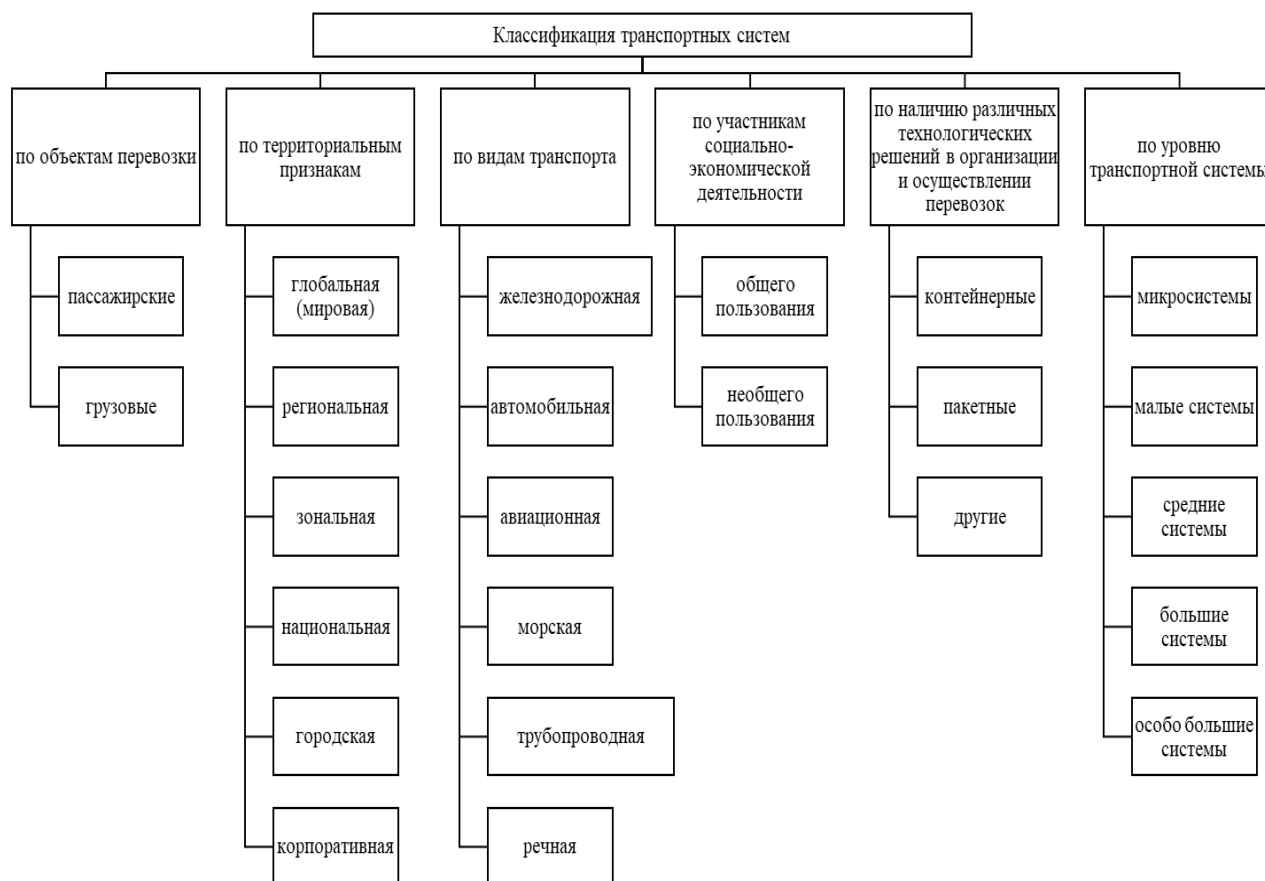 Классификация транспортных систем
по объектам перевозки
пассажирские
грузовые
по территориальным
признакам
глобальная
(мировая)
региональная
зональная
национальная
городская
корпоративная
по видам транспорта
железнодорожная
автомобильная
авиационная
морская
трубопроводная
речная
по участникам
социально-
экономической
деятельности
общего
пользования
необщего
пользования
по наличию различных
технологических
решений в организации
и осуществлении
перевозок
контейнерные
пакетные
другие
по уровню
транспортной системы
микросистемы
малые системы
средние
системы
большие
системы
особо большие
системы